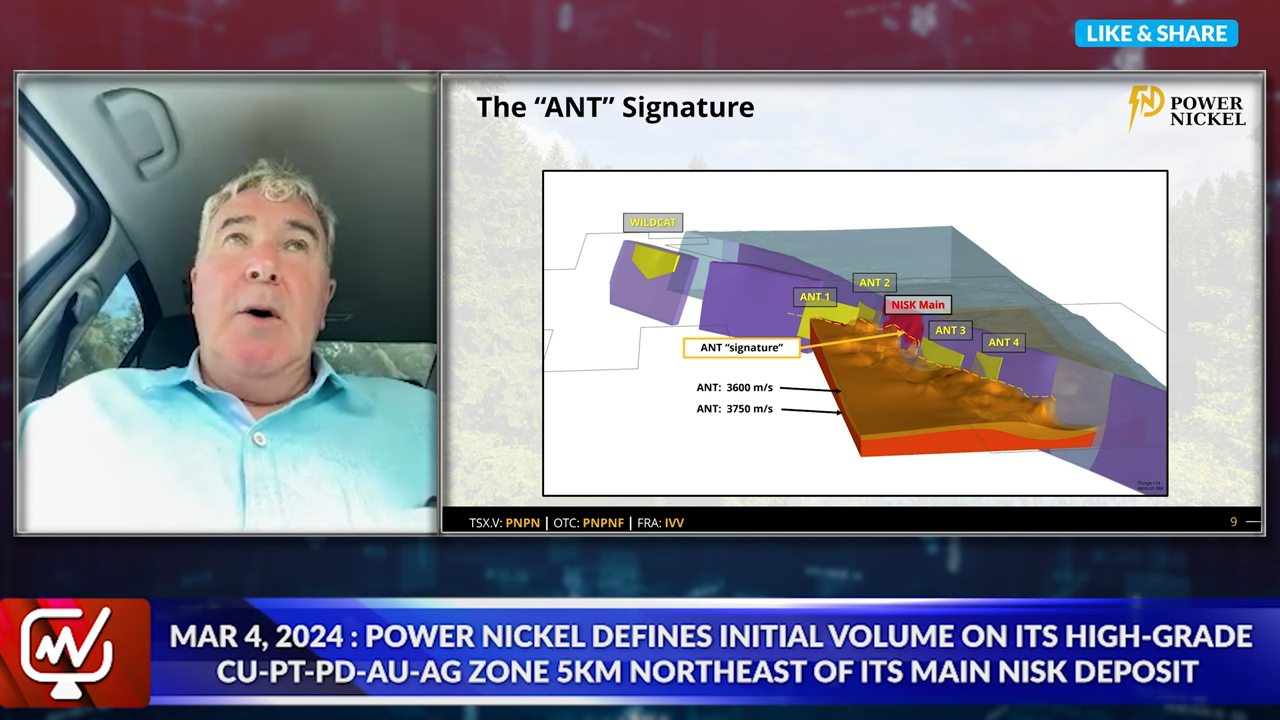 LIKE & SHARE
The “ANT” Signature
POWER
NICKEL
WILDCAT
ANT 2
ANT 1
NISK Main
ANT 3
ANT 4
ANT “signature”
ANT: 3600 m/s
ANT: 3750 m/s
TSX.V: PNPN | OTC: PNPNF | FRA: IVV
9
MAR 4, 2024 : POWER NICKEL DEFINES INITIAL VOLUME ON ITS HIGH-GRADE
CU-PT-PD-AU-AG ZONE 5KM NORTHEAST OF ITS MAIN NISK DEPOSIT